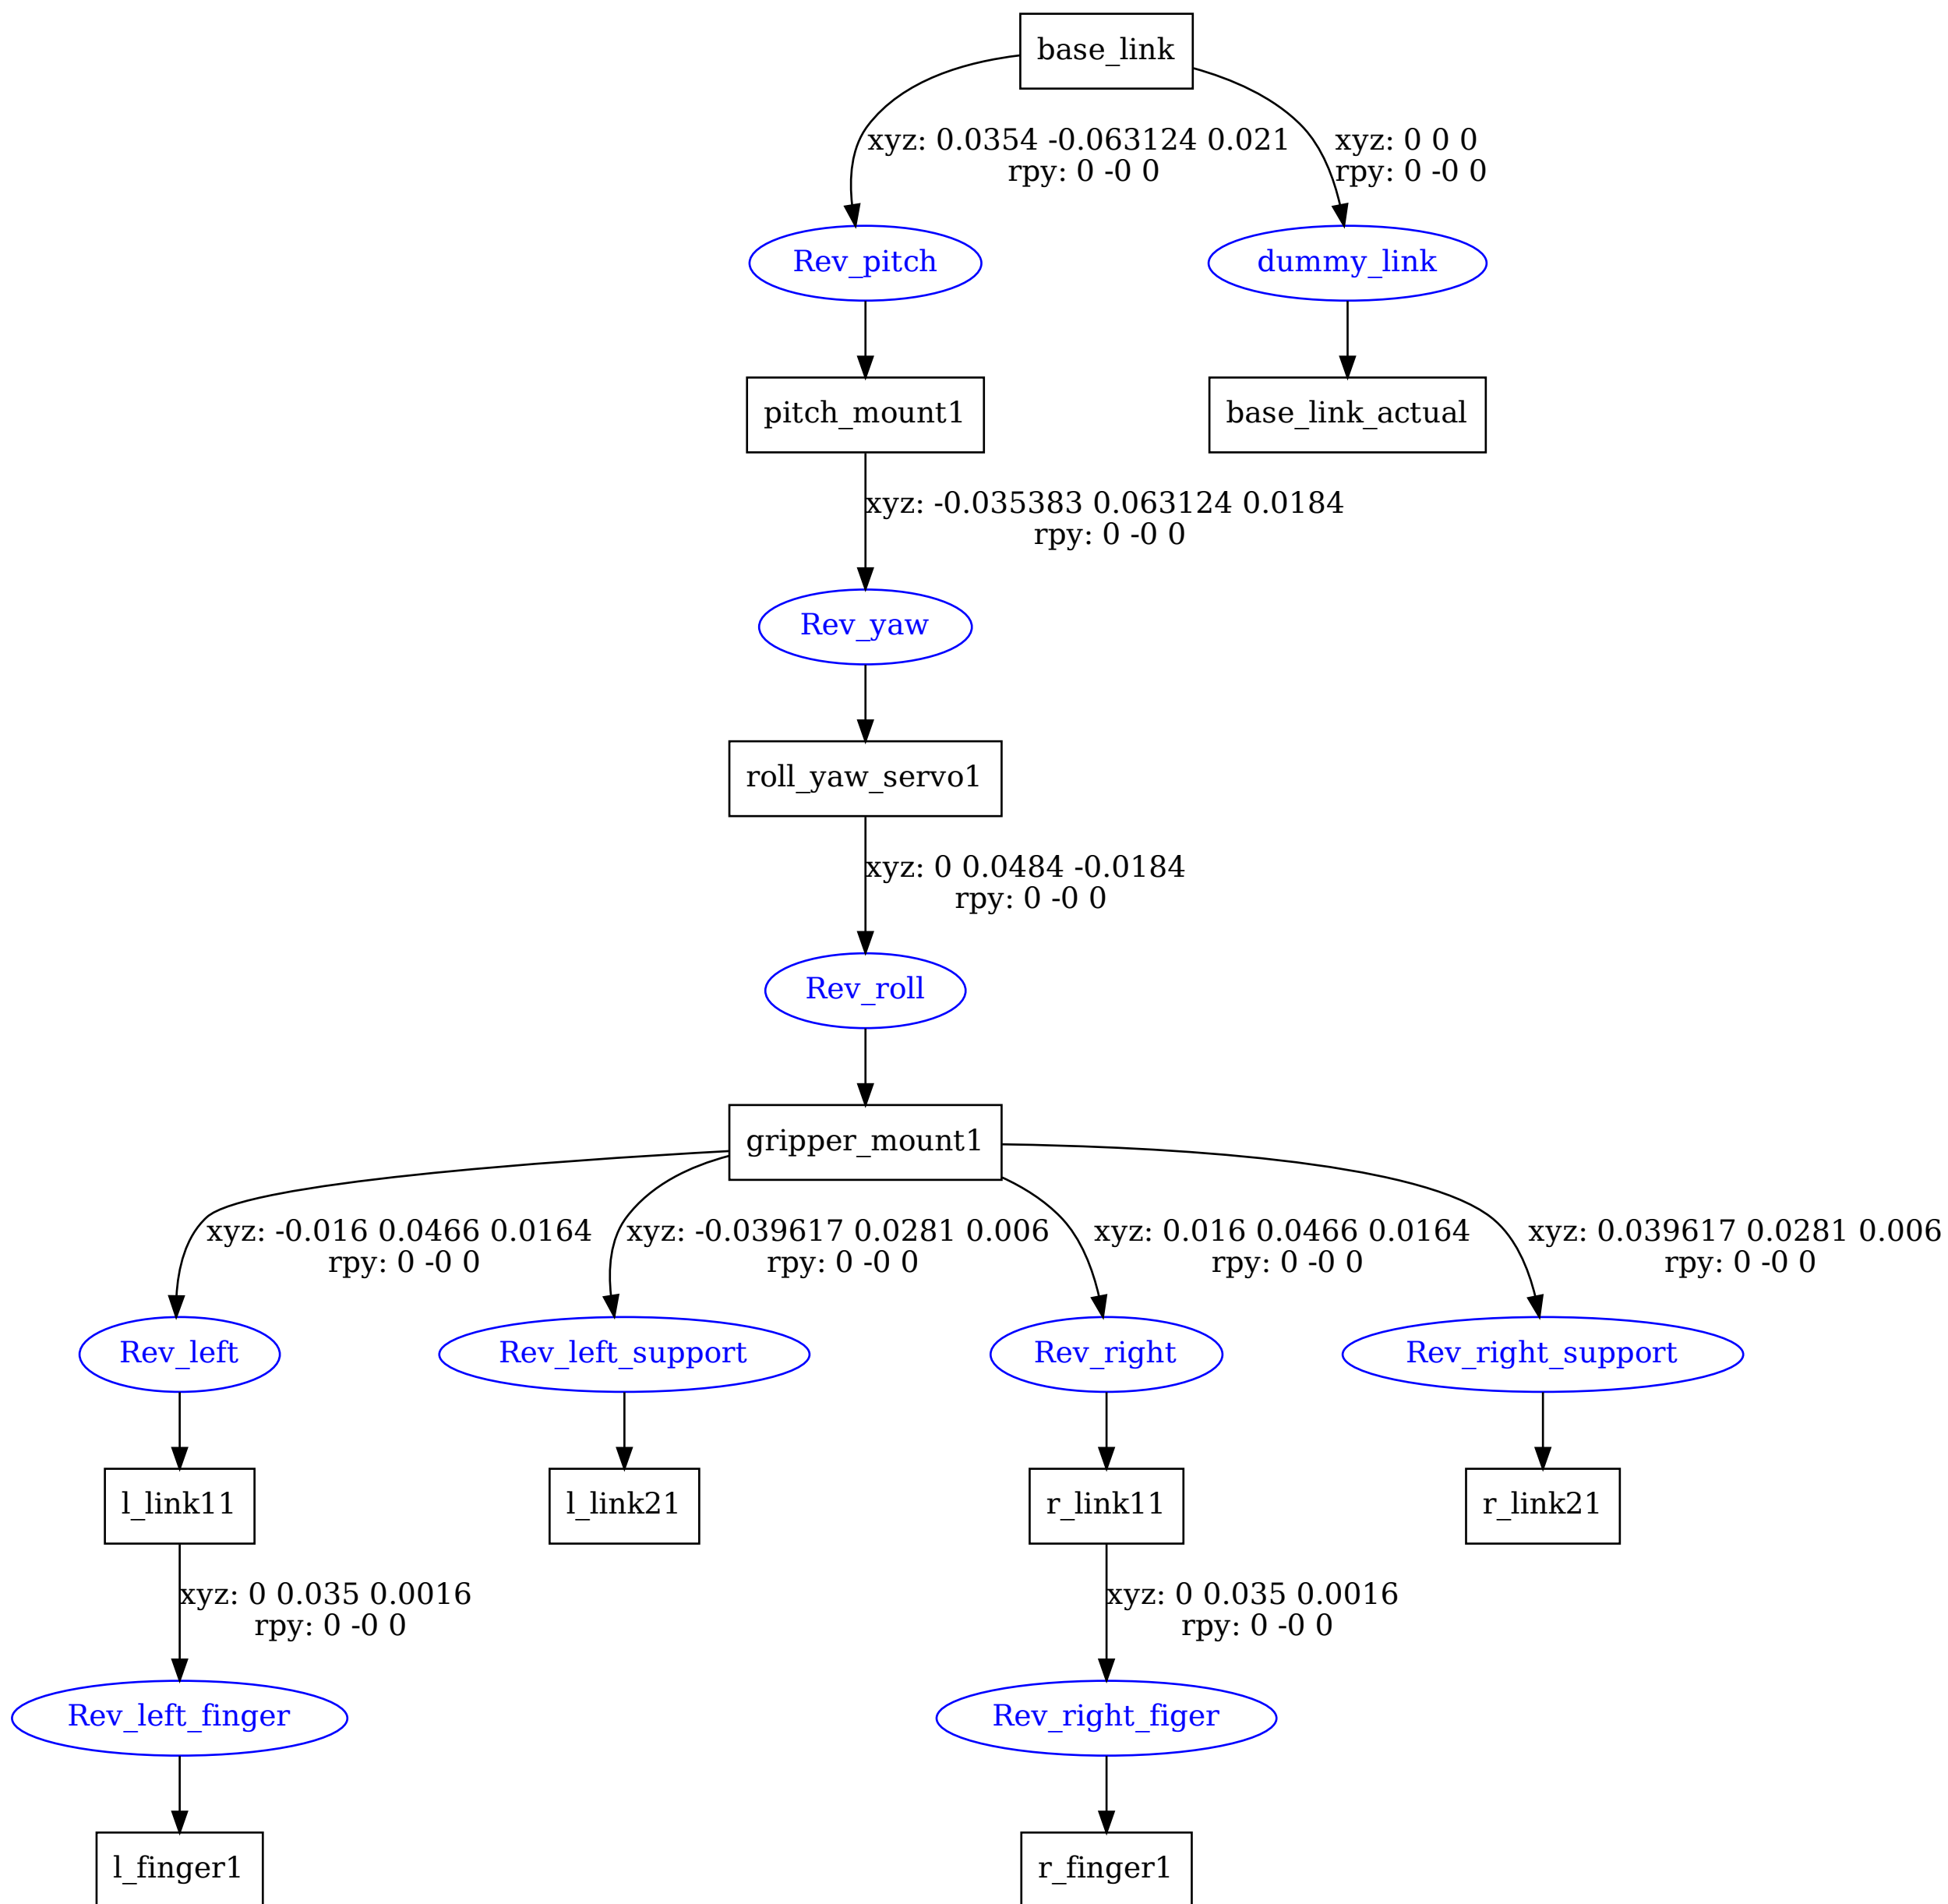 base_link
xyz: 0.0354 -0.063124 0.021
rpy: 0 -0 0
xyz: 0 0 0
rpy: 0 -0 0
Rev_pitch
dummy_link
pitch_mount1
base_link_actual
xyz: -0.035383 0.063124 0.0184
rpy: 0 -0 0
Rev_yaw
roll_yaw_servo1
xyz: 0 0.0484 -0.0184
rpy: 0 -0 0
Rev_roll
gripper_mount1
xyz: -0.016 0.0466 0.0164
rpy: 0 -0 0
xyz: -0.039617 0.0281 0.006
rpy: 0 -0 0
xyz: 0.016 0.0466 0.0164
rpy: 0 -0 0
xyz: 0.039617 0.0281 0.006
rpy: 0 -0 0
Rev_left
Rev_left_support
Rev_right
Rev_right_support
l_link11
l_link21
r_link11
r_link21
xyz: 0 0.035 0.0016
rpy: 0 -0 0
xyz: 0 0.035 0.0016
rpy: 0 -0 0
Rev_left_finger
Rev_right_figer
l_finger1
r_finger1